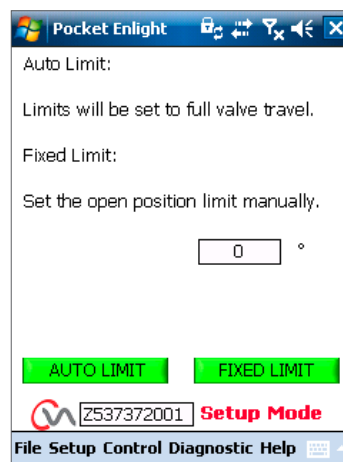 Pocket Enlight
Auto Limit:
Limits will be set to full valve travel.
Fixed Limit:
Set the open position limit manually.
0 °
AUTO LIMIT FIXED LIMIT
Z537372001 Setup Mode
File Setup Control Diagnostic Help